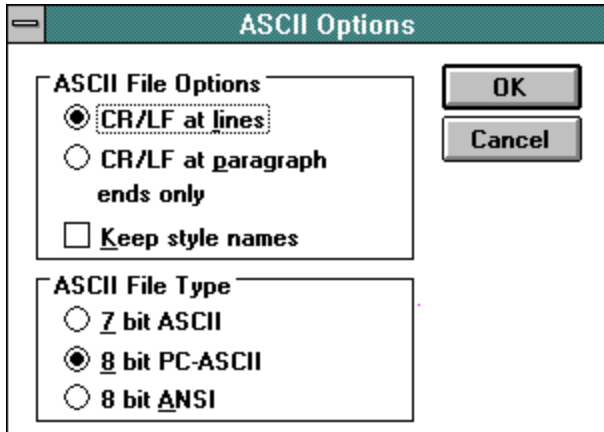 ASCII Options
ASCII File Options
CR/LF at lines
CR/LF at paragraph
ends only
Keep style names
OK
Cancel
ASCII File Type
7 bit ASCII
8 bit PC-ASCII
8 bit ANSI